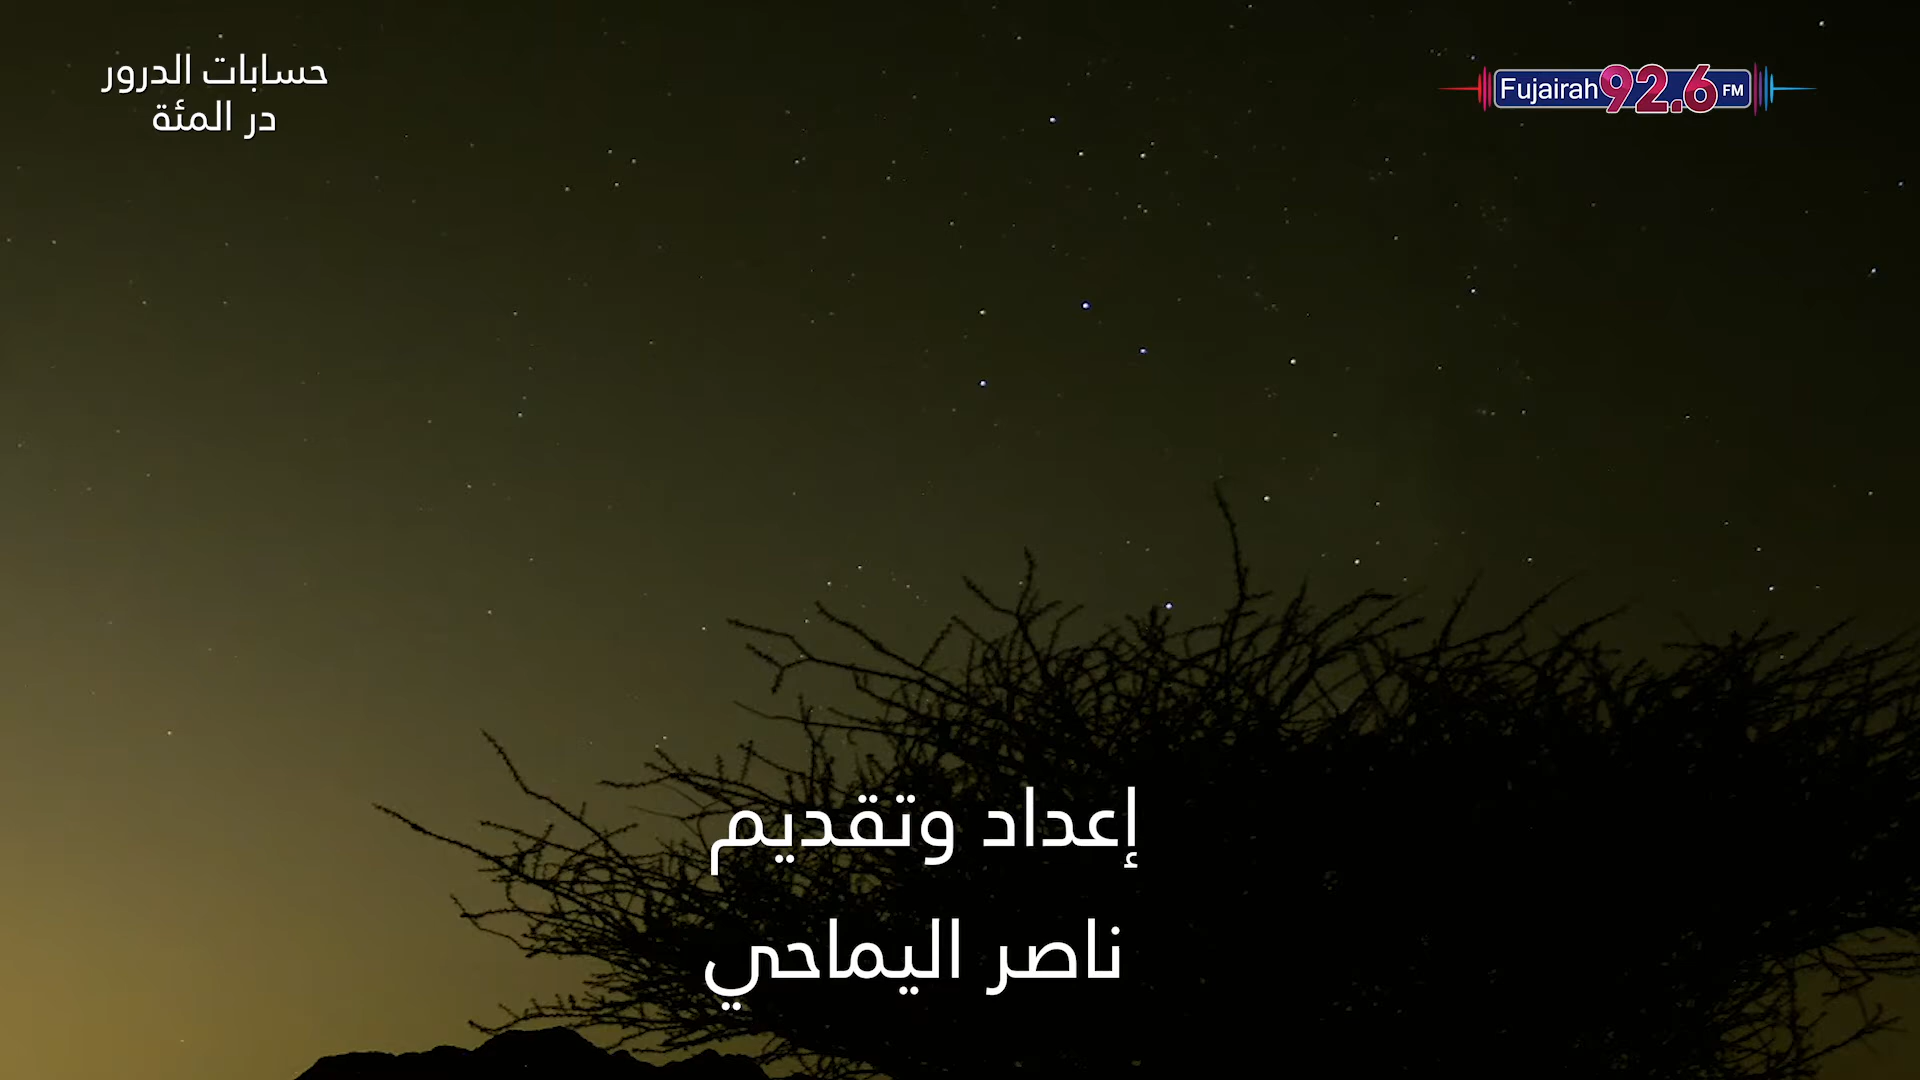 حسابات الدرور
در المئة
Fujairah 92.6 FM
إعداد وتقديم
ناصر اليماحي